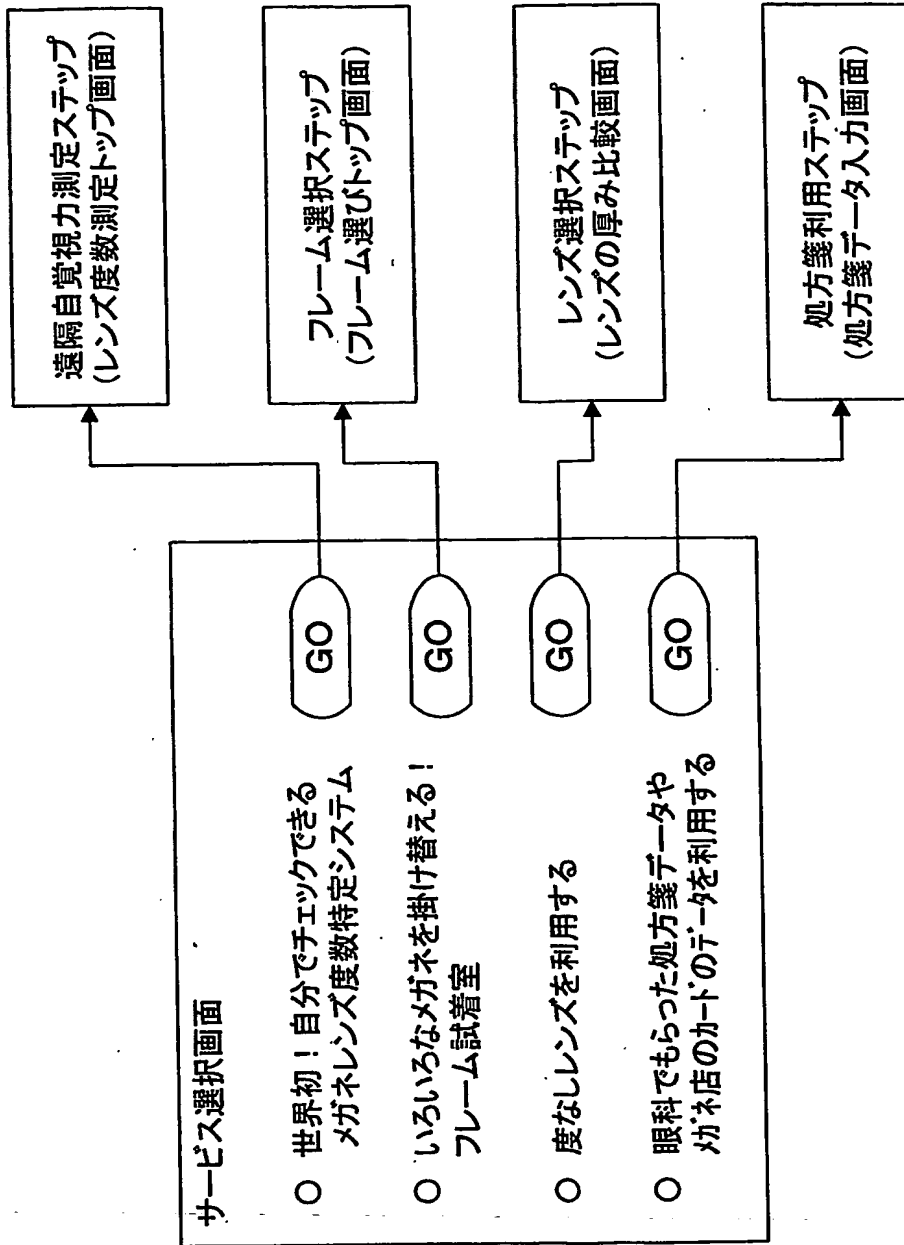 サービス選択画面
○ 世界初！自分でチェックできる
メガネレンズ度数特定システム
GO
○ いろいろなメガネを掛け替える！
フレーム試着室
GO
○ 度なしレンズを利用する
GO
○ 眼科でもらった処方箋データや
メガネ店のカードのデータを利用する
GO
遠隔自覚視力測定ステップ
(レンズ度数測定トップ画面)
フレーム選択ステップ
(フレーム選びトップ画面)
レンズ選択ステップ
(レンズの厚み比較画面)
処方箋利用ステップ
(処方箋データ入力画面)